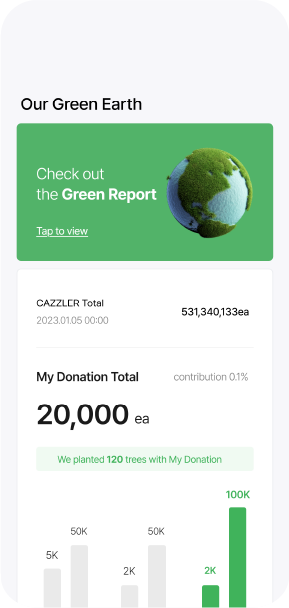 Our Green Earth
Check out
the Green Report
Tap to view
CAZZLER Total
2023.01.05 00:00
531,340,133ea
My Donation Total
contribution 0.1%
20,000 ea
We planted 120 trees with My Donation
100K
50K
50K
5K
2K
2K